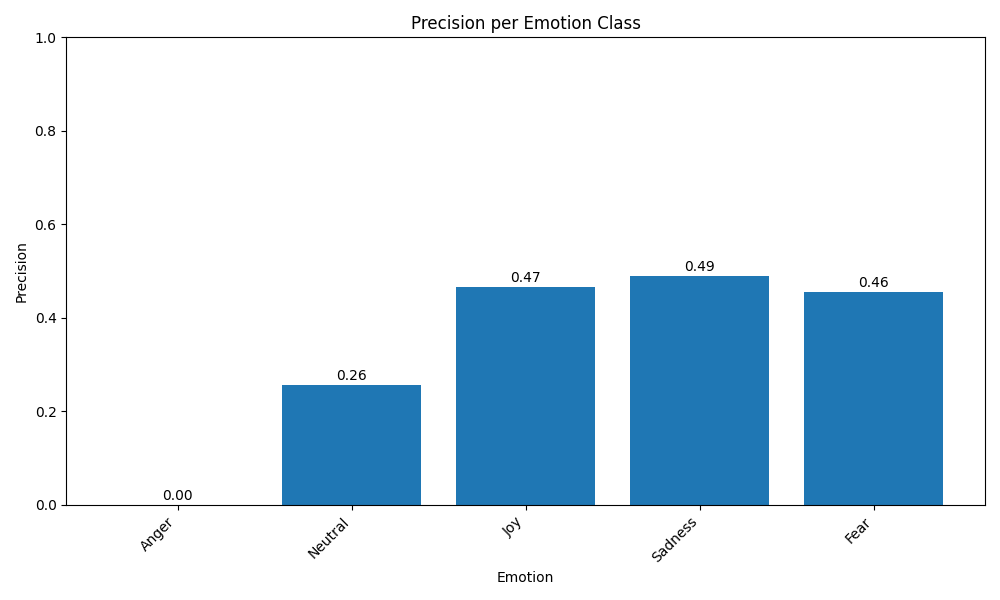 Precision per Emotion Class
1.0
0.8
0.6
0.4
0.2
0.0
Precision
0.00
0.26
0.47
0.49
0.46
Anger
Neutral
Joy
Sadness
Fear
Emotion